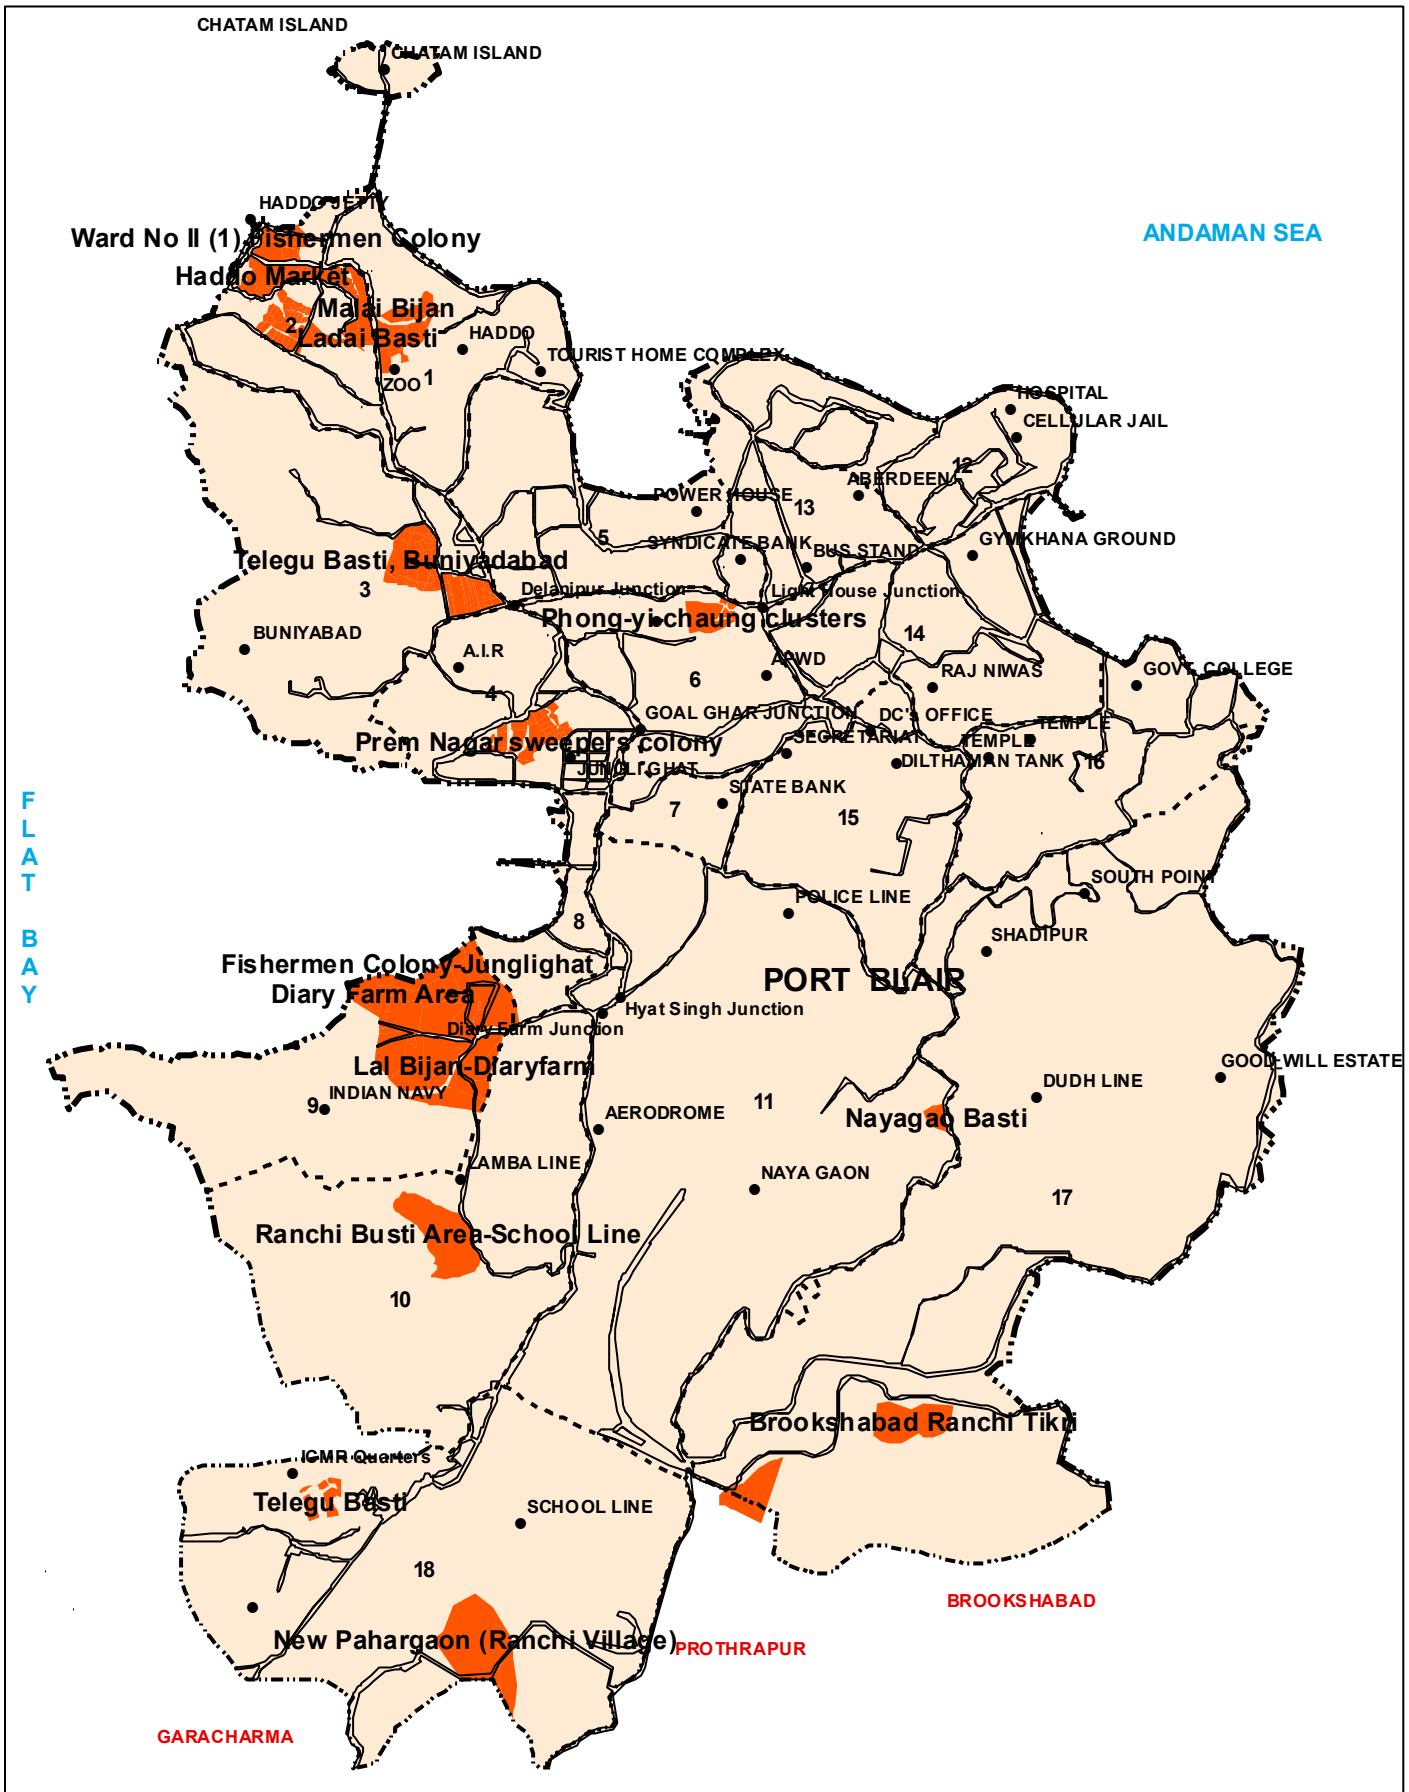 CHATAM ISLAND
CHATAM ISLAND
HADDO JETTY
Ward No II (1) Fishermen Colony
ANDAMAN SEA
Haddo Market
Malai Bijan
2
Ladai Basti
HADDO
TOURIST HOME COMPLEX
ZOO
1
HOSPITAL
CELLULAR JAIL
12
ABERDEEN
POWER HOUSE
13
5
SYNDICATE BANK
BUS STAND
GYMKHANA GROUND
Telegu Basti, Buniyadabad
3
Delanipur Junction
Light House Junction
Phong-yi-chaung clusters
BUNIYABAD
14
A.I.R
APWD
RAJ NIWAS
GOVT. COLLEGE
6
4
GOAL GHAR JUNCTION
DC's OFFICE
TEMPLE
Prem Nagar sweepers colony
SECRETARIAT
TEMPLE
JUNGLIGHAT
DILTHAMAN TANK
16
STATE BANK
7
15
FLAT BAY
SOUTH POINT
POLICE LINE
8
SHADIPUR
Fishermen Colony-Junglighat
PORT BLAIR
Diary Farm Area
Hyat Singh Junction
Diary Farm Junction
Lal Bijan-Diaryfarm
GOOD WILL ESTATE
DUDH LINE
INDIAN NAVY
9
11
AERODROME
Nayagao Basti
LAMBA LINE
NAYA GAON
17
Ranchi Busti Area-School Line
10
Brookshabad Ranchi Tikri
ICMR Quarters
Telegu Basti
SCHOOL LINE
18
BROOKSHABAD
New Pahargaon (Ranchi Village)
PROTHRAPUR
GARACHARMA